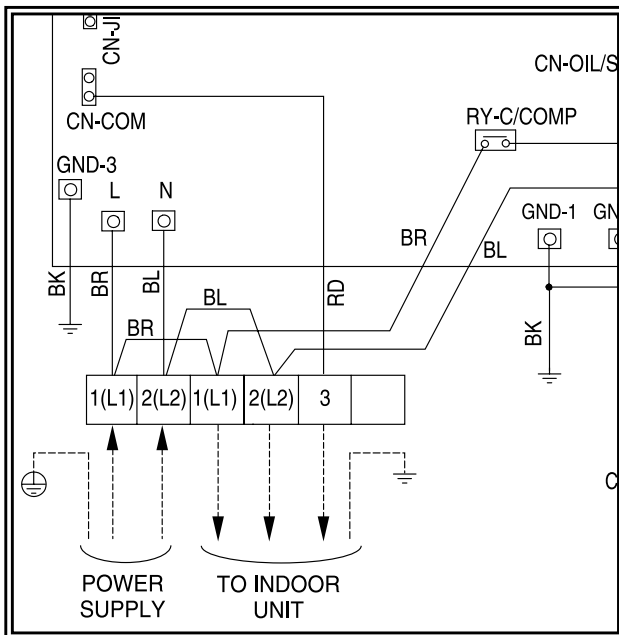 CN-JI
CN-OIL/S
CN-COM
RY-C/COMP
GND-3
L
N
GND-1
GN
BR
BL
BK
BR
BL
BL
RD
BR
BK
1(L1)
2(L2)
1(L1)
2(L2)
3
C
POWER
SUPPLY
TO INDOOR
UNIT